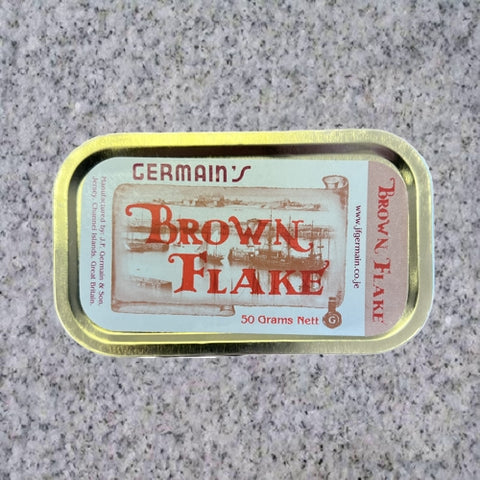 GERMAIN'S
BROWN
FLAKE
50 Grams Nett
G
Manufactured by: J.F. Germain & Son.
Jersey. Channel Islands. Great Britain.
BROWN FLAKE
www.jfgermain.co.je